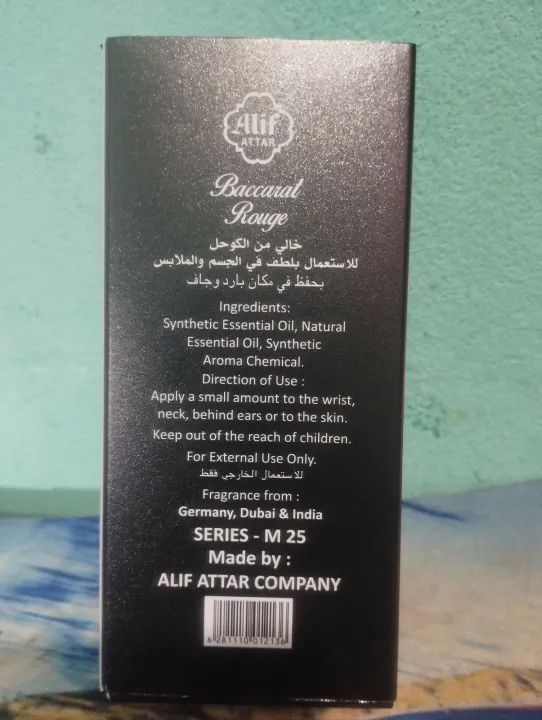 Alif
ATTAR
Baccarat
Rouge
خالي من الكوحل
للاستعمال بلطف في الجسم والملابس
بحفظ في مكان بارد وجاف
Ingredients:
Synthetic Essential Oil, Natural
Essential Oil, Synthetic
Aroma Chemical.
Direction of Use :
Apply a small amount to the wrist,
neck, behind ears or to the skin.
Keep out of the reach of children.
For External Use Only.
للاستعمال الخارجي فقط
Fragrance from :
Germany, Dubai & India
SERIES - M 25
Made by :
ALIF ATTAR COMPANY
6 281110 012136